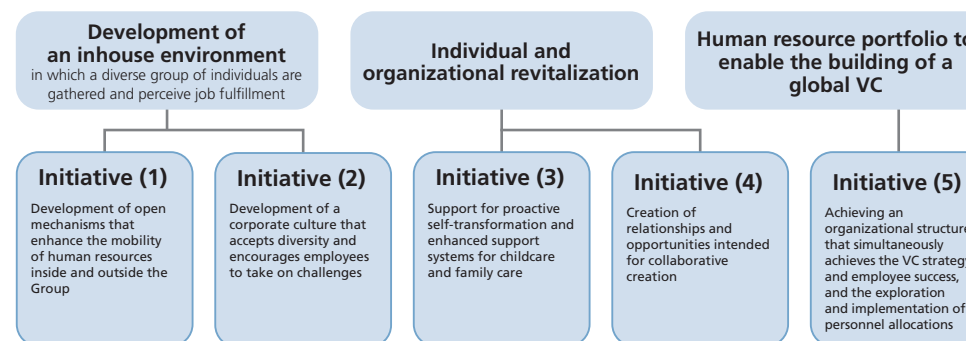 Development of
an inhouse environment
in which a diverse group of individuals are
gathered and perceive job fulfillment
Individual and
organizational revitalization
Human resource portfolio to
enable the building of a
global VC
Initiative (1)
Development of open
mechanisms that
enhance the mobility
of human resources
inside and outside the
Group
Initiative (2)
Development of a
corporate culture that
accepts diversity and
encourages employees
to take on challenges
Initiative (3)
Support for proactive
self-transformation and
enhanced support
systems for childcare
and family care
Initiative (4)
Creation of
relationships and
opportunities intended
for collaborative
creation
Initiative (5)
Achieving an
organizational structure
that simultaneously
achieves the VC strategy
and employee success,
and the exploration
and implementation of
personnel allocations